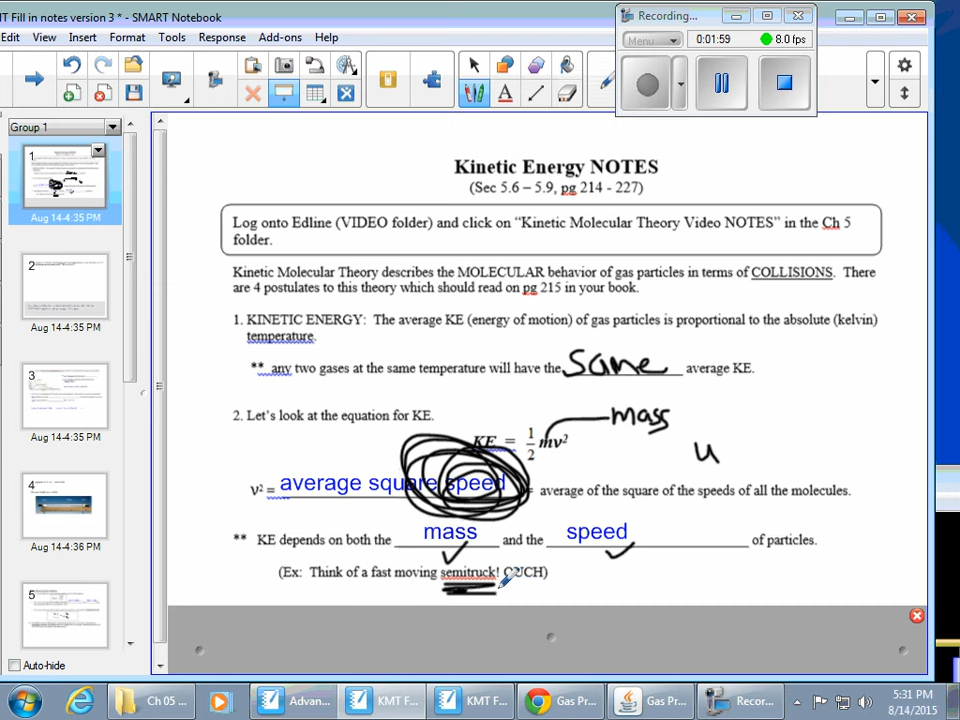 MT Fill in notes version 3 * - SMART Notebook
Recording...
Edit View Insert Format Tools Response Add-ons Help
Menu 0:01:59 8.0 fps
Group 1
1
Aug 14-4:35 PM
2
Aug 14-4:35 PM
3
Aug 14-4:35 PM
4
Aug 14-4:36 PM
5
Auto-hide
Kinetic Energy NOTES
(Sec 5.6 – 5.9, pg 214 - 227)
Log onto Edline (VIDEO folder) and click on “Kinetic Molecular Theory Video NOTES” in the Ch 5
folder.
Kinetic Molecular Theory describes the MOLECULAR behavior of gas particles in terms of COLLISIONS. There
are 4 postulates to this theory which should read on pg 215 in your book.
1. KINETIC ENERGY: The average KE (energy of motion) of gas particles is proportional to the absolute (kelvin)
temperature.
** any two gases at the same temperature will have the same average KE.
2. Let’s look at the equation for KE.
mass
KE = 1/2 mv²
u
v² = average square speed = average of the square of the speeds of all the molecules.
** KE depends on both the mass and the speed of particles.
(Ex: Think of a fast moving semitruck! OUCH)
Ch 05 ... Advan... KMT F... KMT F... Gas Pr... Gas Pr... Recor...
5:31 PM
8/14/2015